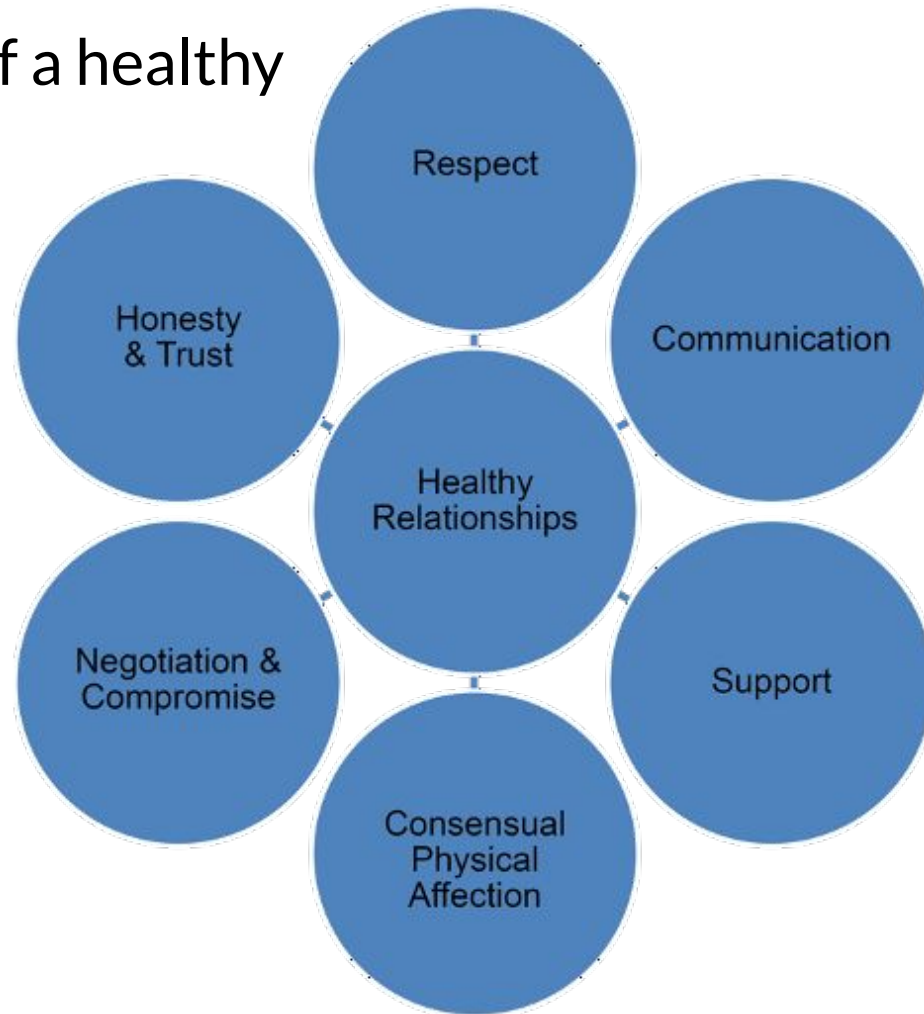 f a healthy
Respect
Honesty
& Trust
Communication
Healthy
Relationships
Negotiation &
Compromise
Support
Consensual
Physical
Affection